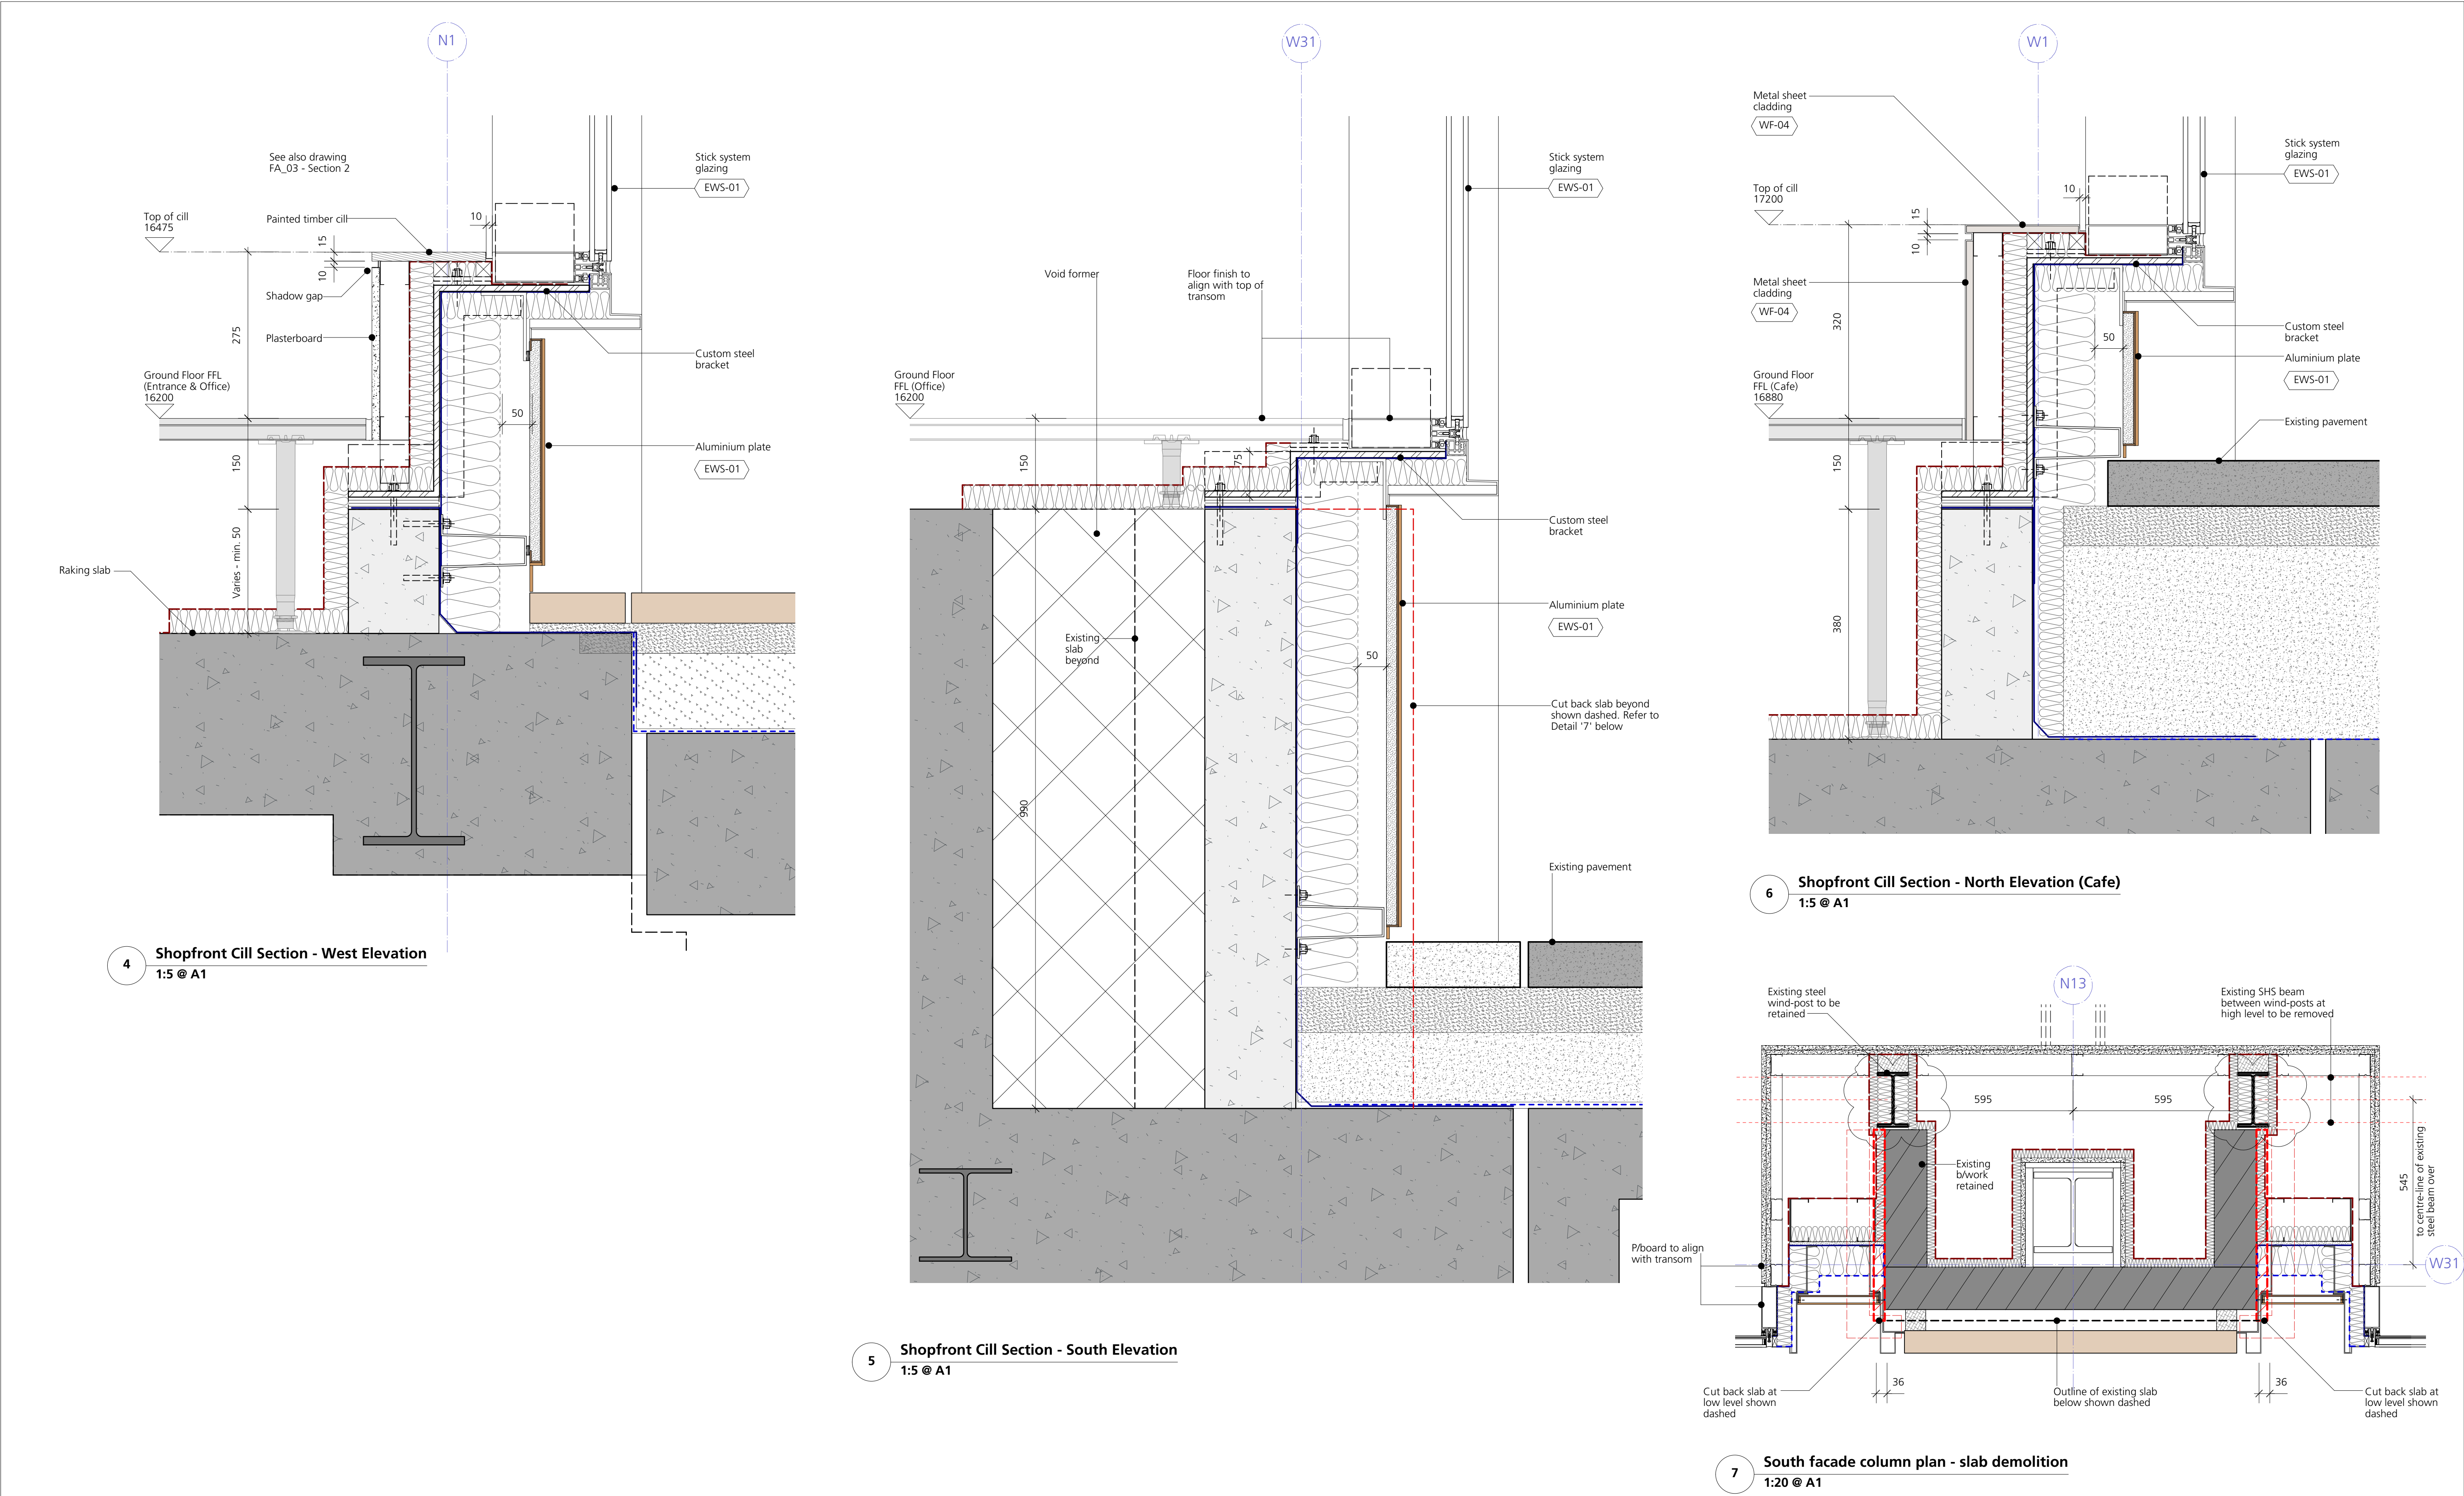 N1
See also drawing
FA_03 - Section 2
Stick system
glazing
EWS-01
Top of cill
16475
Painted timber cill
10
15
10
Shadow gap
275
Plasterboard
Custom steel
bracket
Ground Floor FFL
(Entrance & Office)
16200
50
Aluminium plate
EWS-01
150
Varies - min. 50
Raking slab
4
Shopfront Cill Section - West Elevation
1:5 @ A1
W31
Stick system
glazing
EWS-01
Void former
Floor finish to
align with top of
transom
Ground Floor
FFL (Office)
16200
150
75
Custom steel
bracket
Aluminium plate
EWS-01
Existing
slab
beyond
50
Cut back slab beyond
shown dashed. Refer to
Detail '7' below
990
Existing pavement
5
Shopfront Cill Section - South Elevation
1:5 @ A1
W1
Metal sheet
cladding
WF-04
Stick system
glazing
EWS-01
Top of cill
17200
10
15
10
Metal sheet
cladding
WF-04
320
50
Custom steel
bracket
Aluminium plate
EWS-01
Ground Floor
FFL (Cafe)
16880
Existing pavement
150
380
6
Shopfront Cill Section - North Elevation (Cafe)
1:5 @ A1
N13
Existing steel
wind-post to be
retained
Existing SHS beam
between wind-posts at
high level to be removed
595
595
Existing
b/work
retained
545
to centre-line of existing
steel beam over
P/board to align
with transom
W31
36
36
Cut back slab at
low level shown
dashed
Outline of existing slab
below shown dashed
Cut back slab at
low level shown
dashed
7
South facade column plan - slab demolition
1:20 @ A1